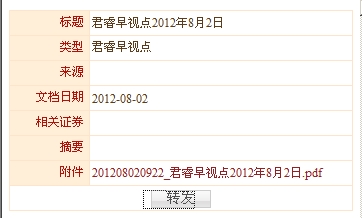 标题 君睿早视点2012年8月2日
类型 君睿早视点
来源
文档日期 2012-08-02
相关证券
摘要
附件 201208020922_君睿早视点2012年8月2日.pdf
转发